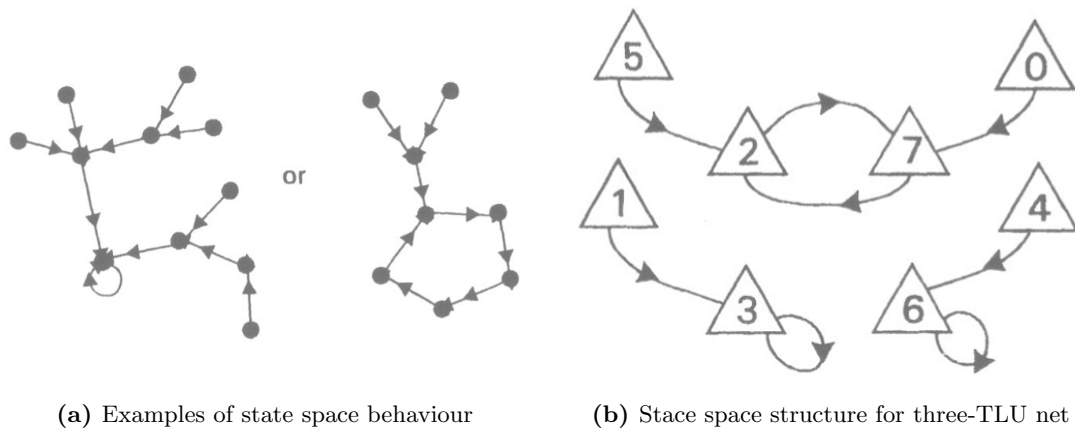 5
0
2
7
or
1
4
3
6
(a) Examples of state space behaviour
(b) Stace space structure for three-TLU net